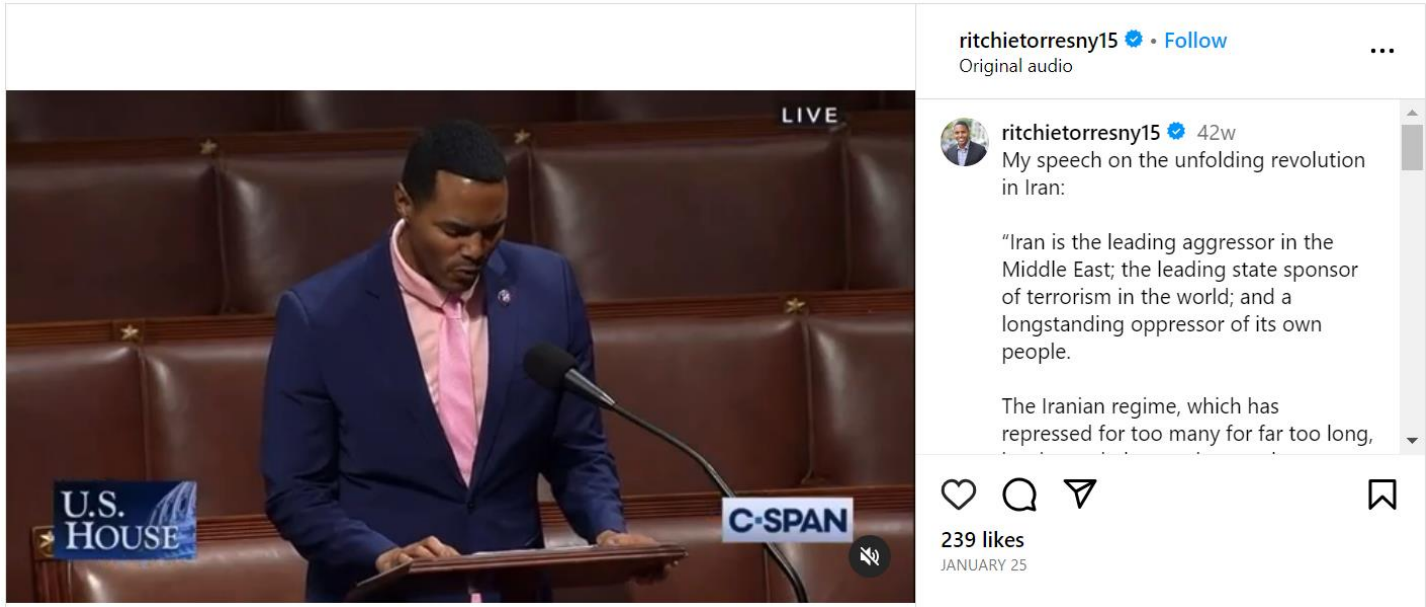 LIVE
U.S.
HOUSE
C-SPAN
ritchietorresny15 • Follow
Original audio
ritchietorresny15 42w
My speech on the unfolding revolution
in Iran:
“Iran is the leading aggressor in the
Middle East; the leading state sponsor
of terrorism in the world; and a
longstanding oppressor of its own
people.
The Iranian regime, which has
repressed for too many for far too long,
239 likes
JANUARY 25